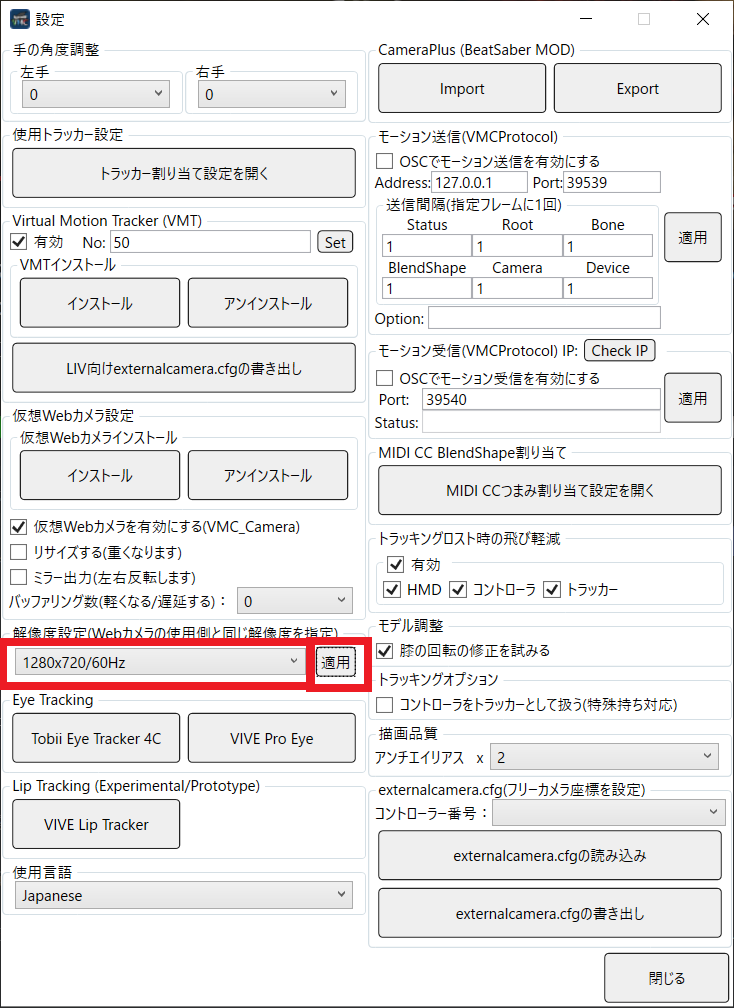 設定
手の角度調整
左手
右手
0
0
使用トラッカー設定
トラッカー割り当て設定を開く
Virtual Motion Tracker (VMT)
有効 No: 50 Set
VMTインストール
インストール
アンインストール
LIV向けexternalcamera.cfgの書き出し
仮想Webカメラ設定
仮想Webカメラインストール
インストール
アンインストール
仮想Webカメラを有効にする(VMC_Camera)
リサイズする(重くなります)
ミラー出力(左右反転します)
バッファリング数(軽くなる/遅延する)： 0
解像度設定(Webカメラの使用側と同じ解像度を指定)
1280x720/60Hz
適用
Eye Tracking
Tobii Eye Tracker 4C
VIVE Pro Eye
Lip Tracking (Experimental/Prototype)
VIVE Lip Tracker
使用言語
Japanese
CameraPlus (BeatSaber MOD)
Import
Export
モーション送信(VMCProtocol)
OSCでモーション送信を有効にする
Address: 127.0.0.1 Port: 39539
送信間隔(指定フレームに1回)
Status Root Bone
1 1 1
BlendShape Camera Device
1 1 1
適用
Option:
モーション受信(VMCProtocol) IP: Check IP
OSCでモーション受信を有効にする
Port: 39540
適用
Status:
MIDI CC BlendShape割り当て
MIDI CCつまみ割り当て設定を開く
トラッキングロスト時の飛び軽減
有効
HMD コントローラ トラッカー
モデル調整
膝の回転の修正を試みる
トラッキングオプション
コントローラをトラッカーとして扱う(特殊持ち対応)
描画品質
アンチエイリアス x 2
externalcamera.cfg(フリーカメラ座標を設定)
コントローラー番号：
externalcamera.cfgの読み込み
externalcamera.cfgの書き出し
閉じる